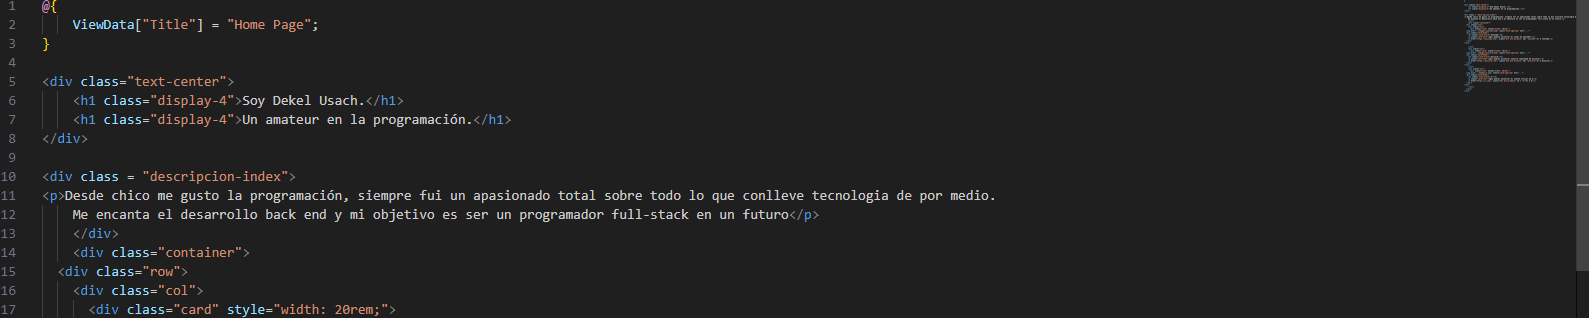 1 @{
2 ViewData["Title"] = "Home Page";
3 }
4
5 <div class="text-center">
6 <h1 class="display-4">Soy Dekel Usach.</h1>
7 <h1 class="display-4">Un amateur en la programación.</h1>
8 </div>
9
10 <div class = "descripcion-index">
11 <p>Desde chico me gusto la programación, siempre fui un apasionado total sobre todo lo que conlleve tecnologia de por medio.
12 Me encanta el desarrollo back end y mi objetivo es ser un programador full-stack en un futuro</p>
13 </div>
14 <div class="container">
15 <div class="row">
16 <div class="col">
17 <div class="card" style="width: 20rem;">